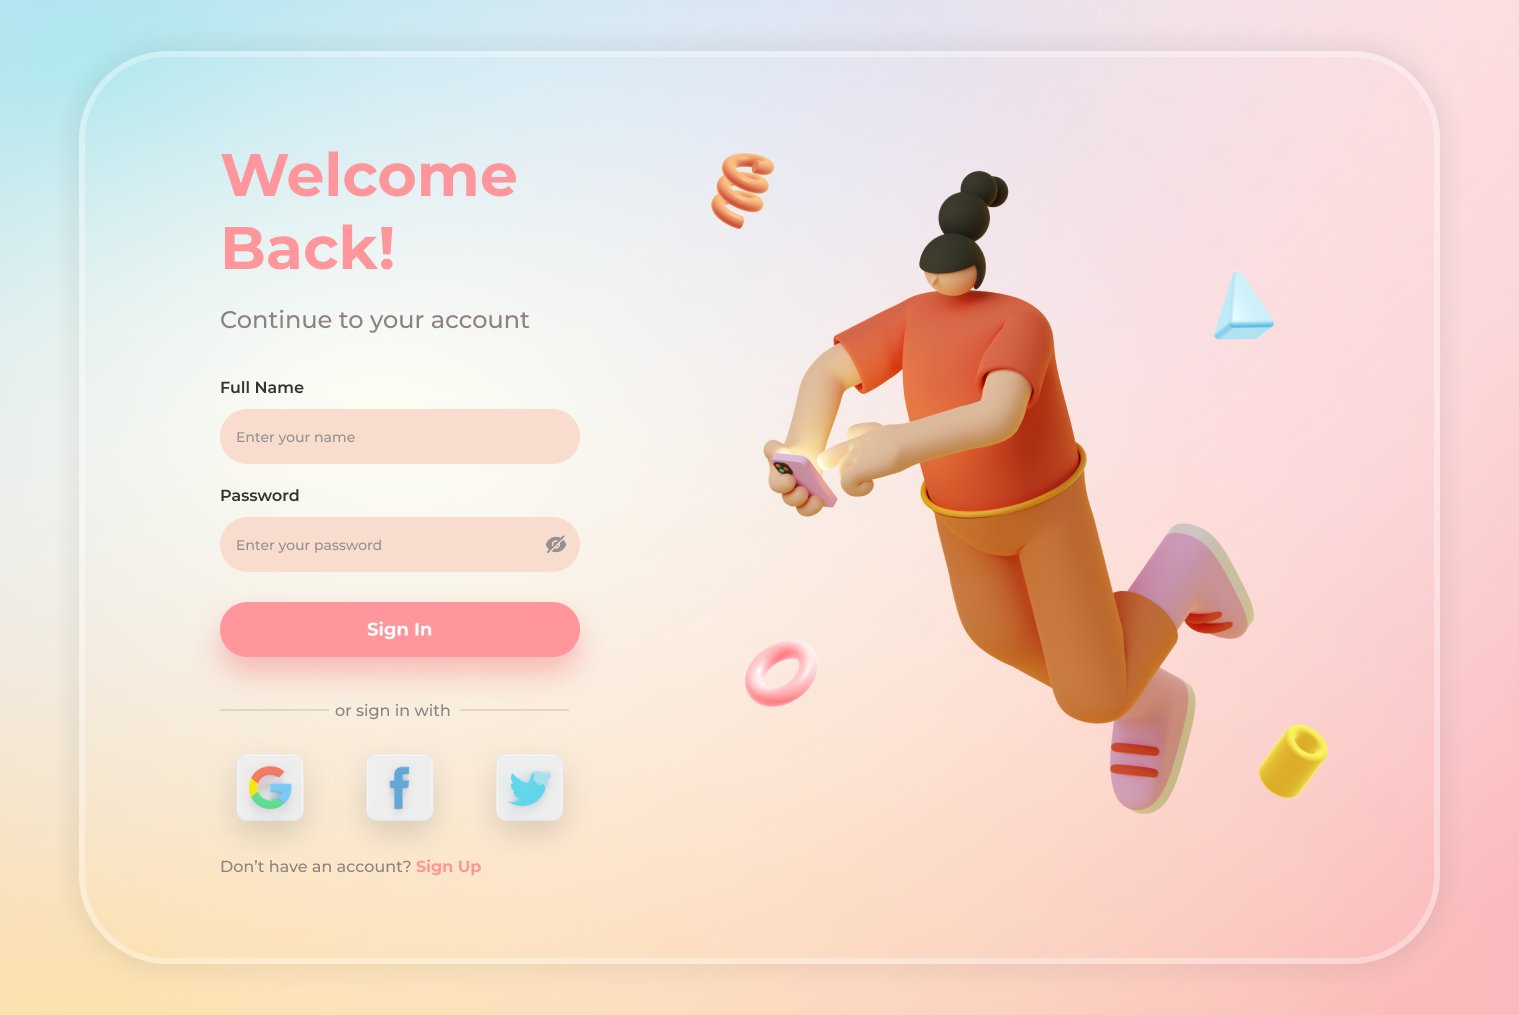 Welcome
Back!
Continue to your account
Full Name
Enter your name
Password
Enter your password
Sign In
or sign in with
Don’t have an account? Sign Up